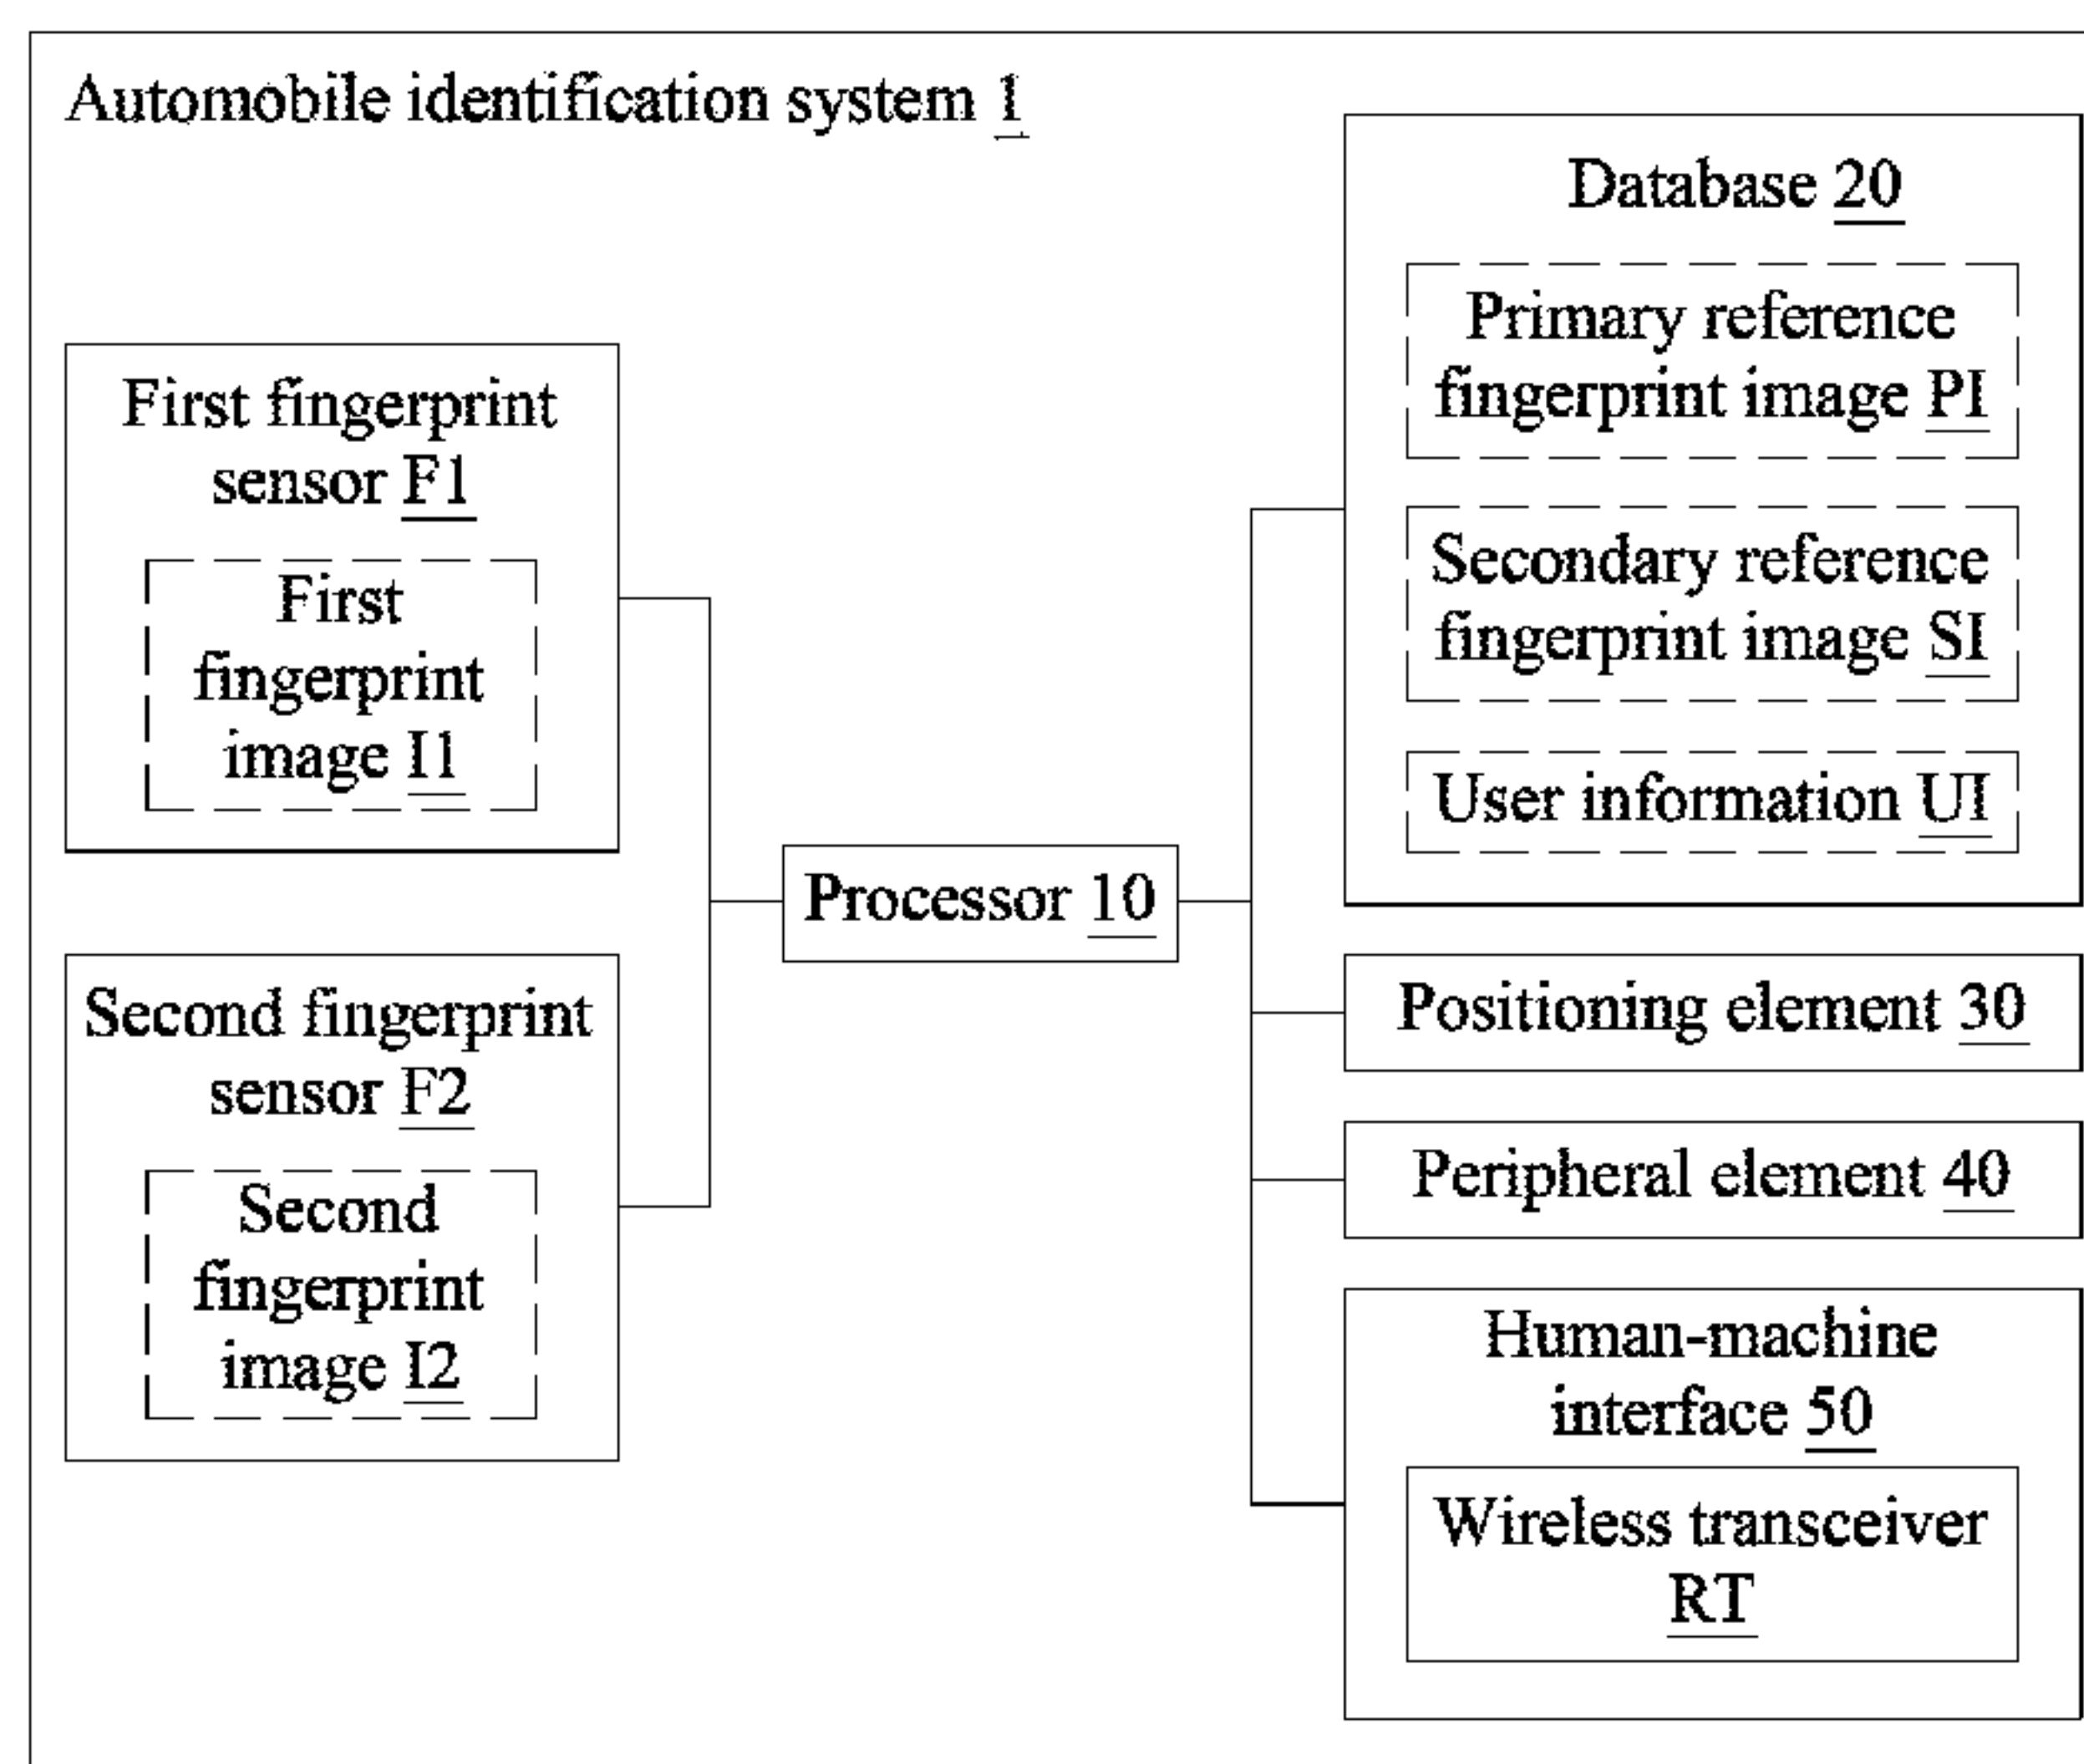 Automobile identification system 1
First fingerprint
sensor F1
First
fingerprint
image I1
Second fingerprint
sensor F2
Second
fingerprint
image I2
Processor 10
Database 20
Primary reference
fingerprint image PI
Secondary reference
fingerprint image SI
User information UI
Positioning element 30
Peripheral element 40
Human-machine
interface 50
Wireless transceiver
RT